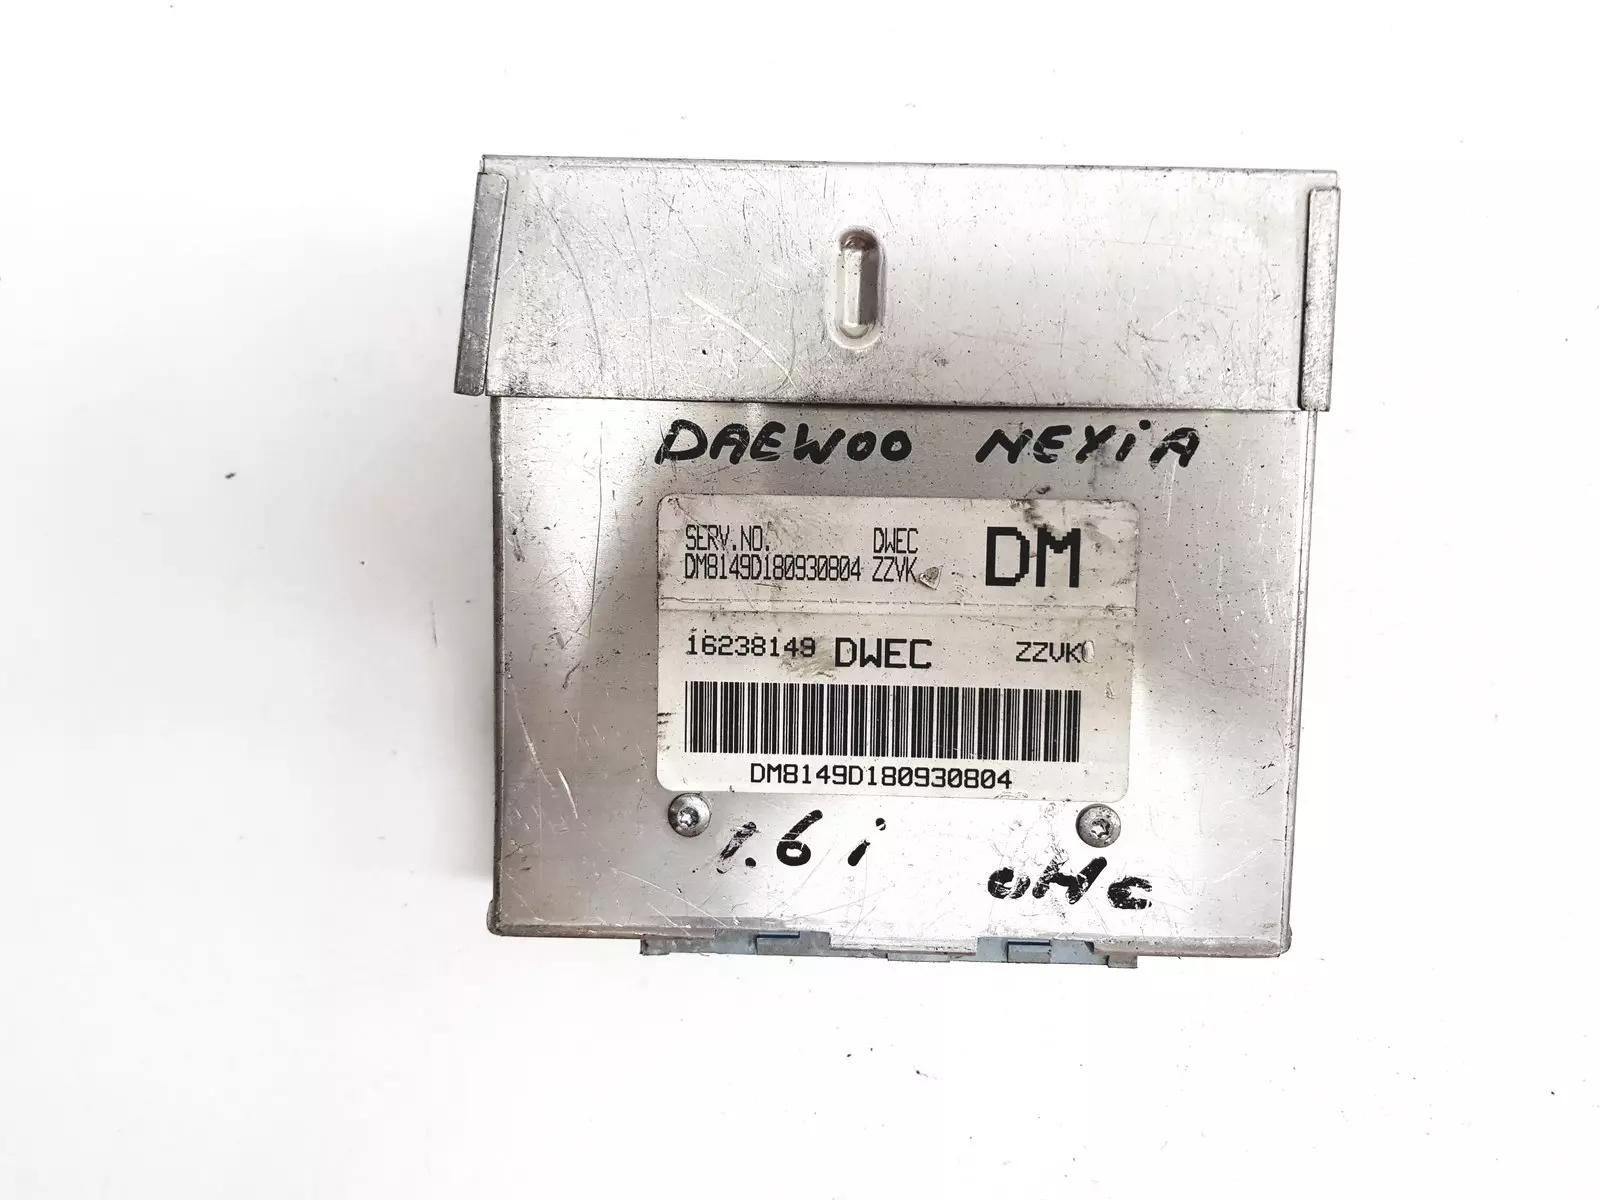 DAEWOO NEXiA
SERV.NO. DWEC DM
DM8149D180930804 ZZVK
16238149 DWEC ZZVK
DM8149D180930804
1.6i
OHC